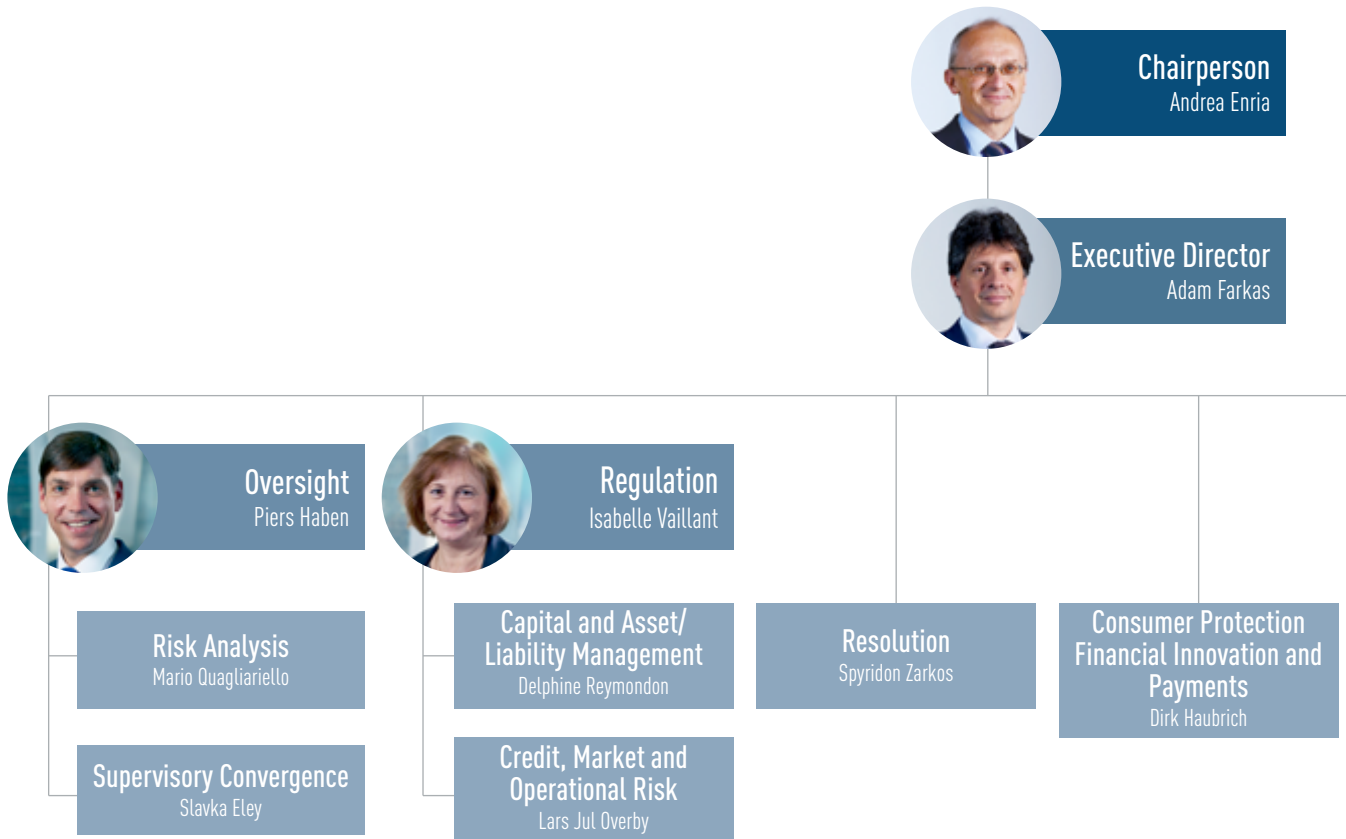 Chairperson
Andrea Enria
Executive Director
Adam Farkas
Oversight
Piers Haben
Regulation
Isabelle Vaillant
Risk Analysis
Mario Quagliariello
Supervisory Convergence
Slavka Eley
Capital and Asset/
Liability Management
Delphine Reymondon
Credit, Market and
Operational Risk
Lars Jul Overby
Resolution
Spyridon Zarkos
Consumer Protection
Financial Innovation and
Payments
Dirk Haubrich